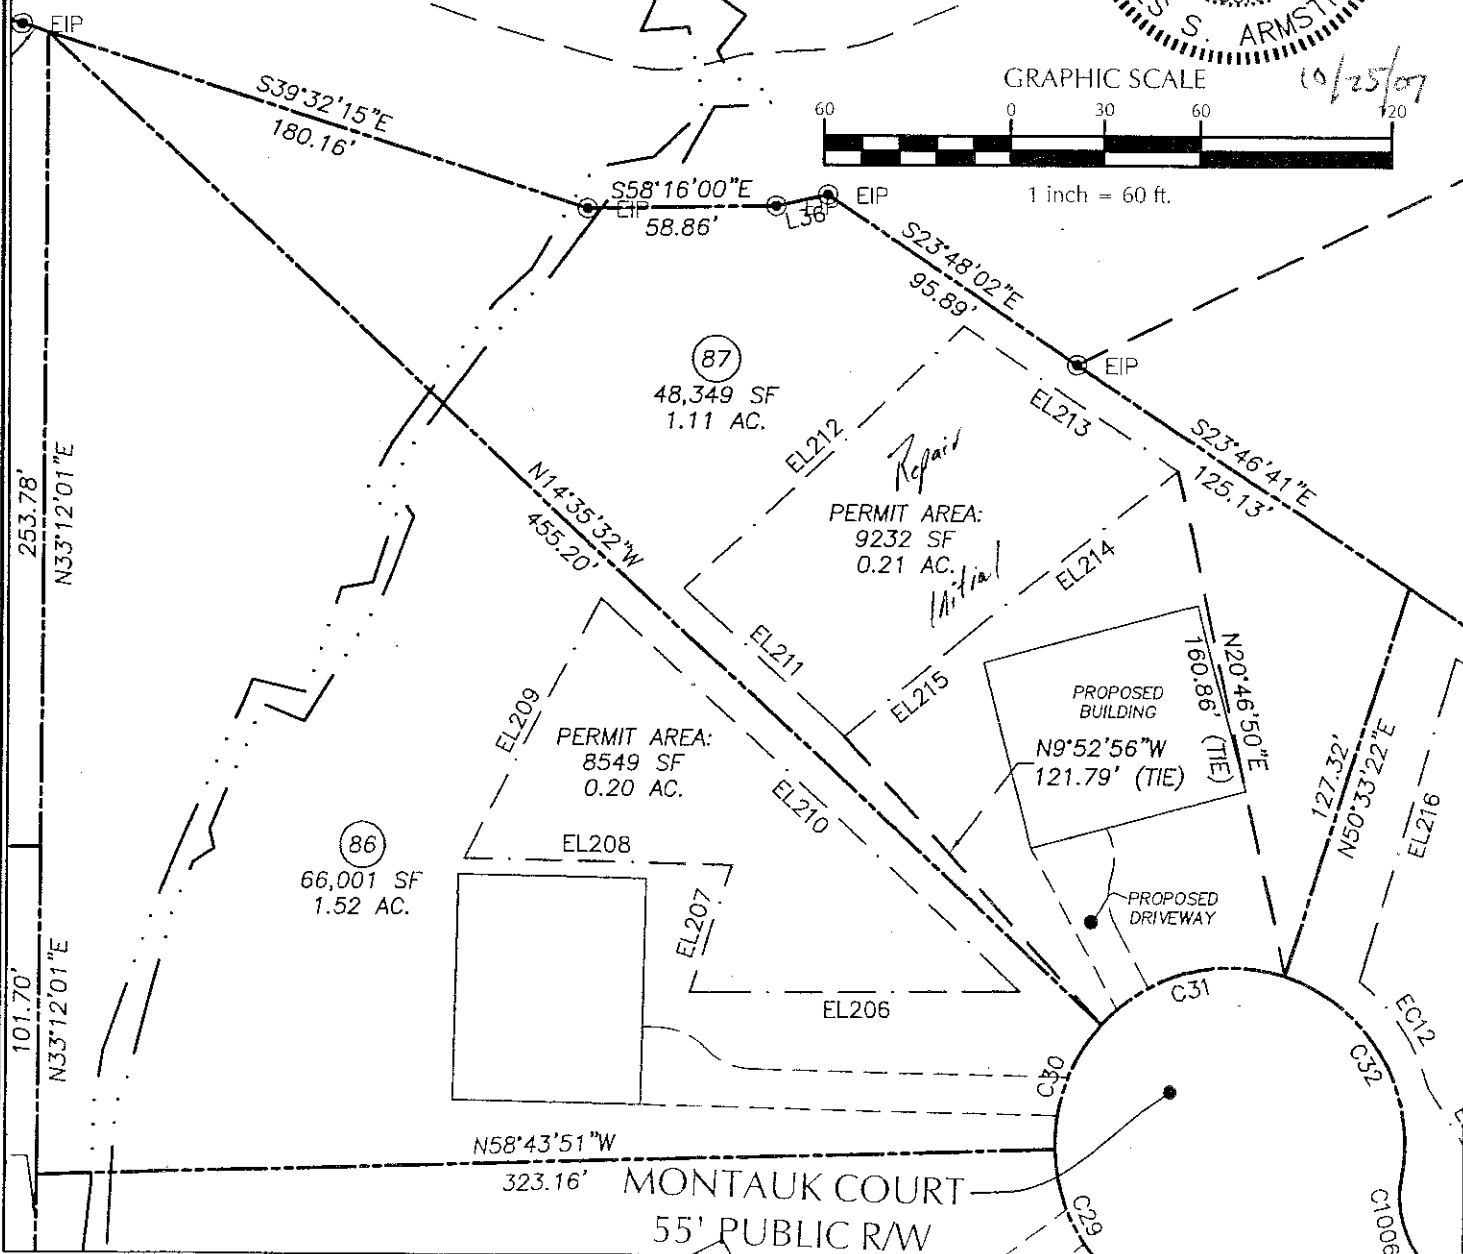 ES S. ARMST
EIP
GRAPHIC SCALE
10/25/07
60 0 30 60 120
1 inch = 60 ft.
S39°32'15"E
180.16'
S58°16'00"E
EIP
58.86'
L36
EIP
EIP
S23°48'02"E
95.89'
EIP
87
48,349 SF
1.11 AC.
EL212
EL213
Repair
PERMIT AREA:
9232 SF
0.21 AC.
Initial
S23°46'41"E
125.13'
253.78'
N33°12'01"E
N14°35'32"W
455.20'
EL214
EL211
EL215
N20°46'50"E
160.86' (TIE)
PROPOSED
BUILDING
N9°52'56"W
121.79' (TIE)
EL209
PERMIT AREA:
8549 SF
0.20 AC.
EL210
127.32'
N50°33'22"E
EL216
86
66,001 SF
1.52 AC.
EL208
EL207
PROPOSED
DRIVEWAY
EL206
C31
101.70'
N33°12'01"E
C30
C32
EC12
N58°43'51"W
323.16'
MONTAUK COURT
55' PUBLIC R/W
C29
C1006